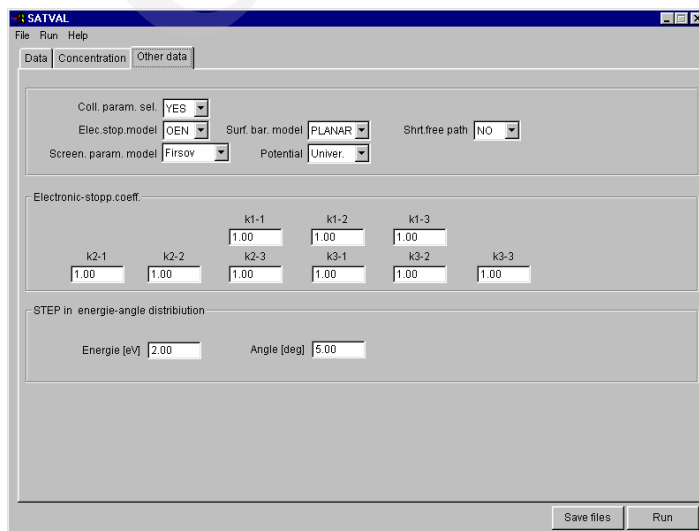 SATVAL
File Run Help
Data Concentration Other data
Coll. param. sel. YES
Elec.stop.model OEN Surf. bar. model PLANAR Shrt.free path NO
Screen. param. model Firsov Potential Univer.
Electronic-stopp.coeff.
k1-1 k1-2 k1-3
1.00 1.00 1.00
k2-1 k2-2 k2-3 k3-1 k3-2 k3-3
1.00 1.00 1.00 1.00 1.00 1.00
STEP in energie-angle distribiution
Energie [eV] 2.00 Angle [deg] 5.00
Save files Run